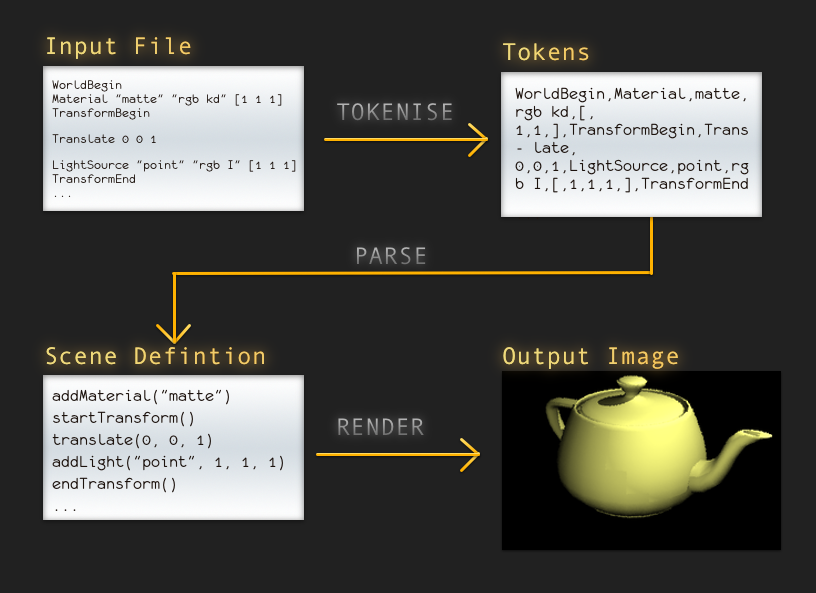 Input File
WorldBegin
Material "matte" "rgb kd" [1 1 1]
TransformBegin
Translate 0 0 1
LightSource "point" "rgb I" [1 1 1]
TransformEnd
...
TOKENISE
Tokens
WorldBegin,Material,matte,
rgb kd,[,
1,1,],TransformBegin,Trans
- late,
0,0,1,LightSource,point,rg
b I,[,1,1,1,],TransformEnd
PARSE
Scene Defintion
addMaterial("matte")
startTransform()
translate(0, 0, 1)
addLight("point", 1, 1, 1)
endTransform()
...
RENDER
Output Image